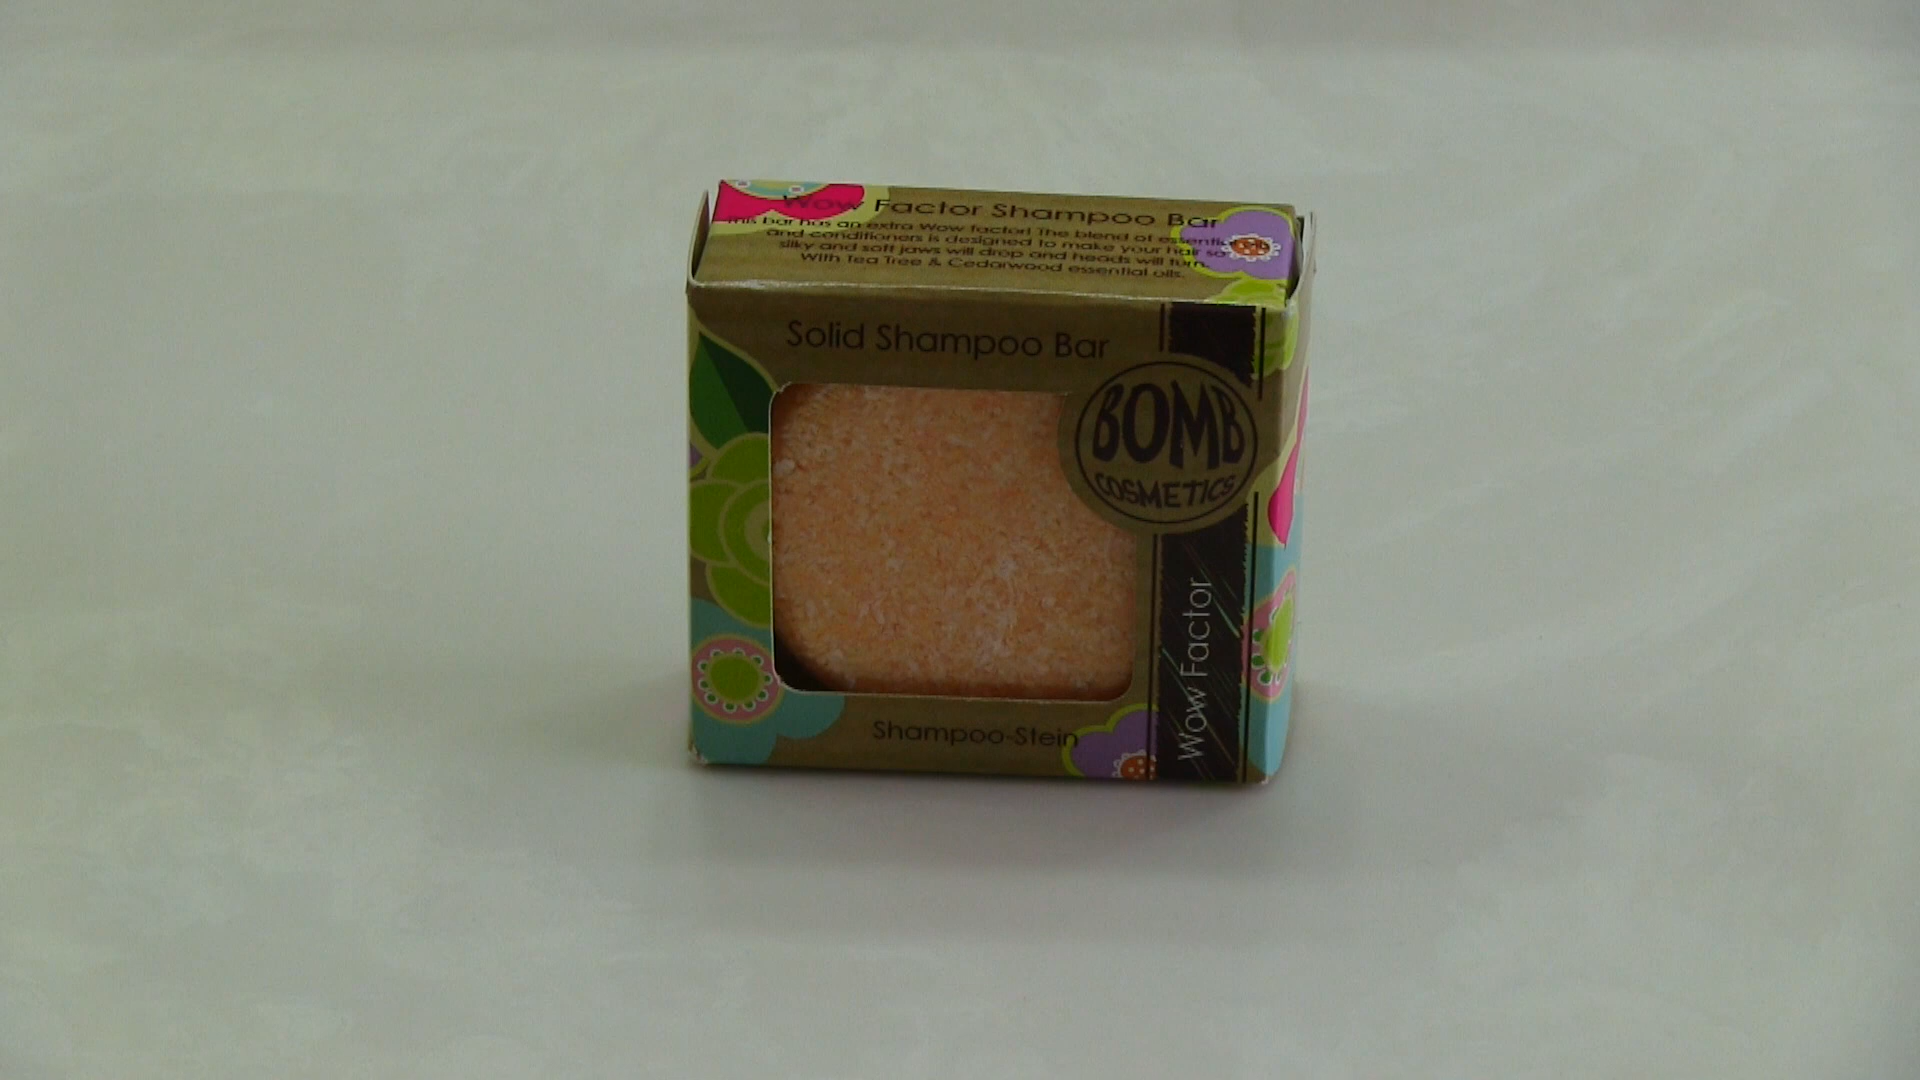 Wow Factor Shampoo Bar
This bar has an extra Wow factor! The blend of essential oils
and conditioners is designed to make your hair so
silky and soft jaws will drop and heads will turn.
With Tea Tree & Cedarwood essential oils.
Solid Shampoo Bar
BOMB
COSMETICS
Wow Factor
Shampoo-Stein